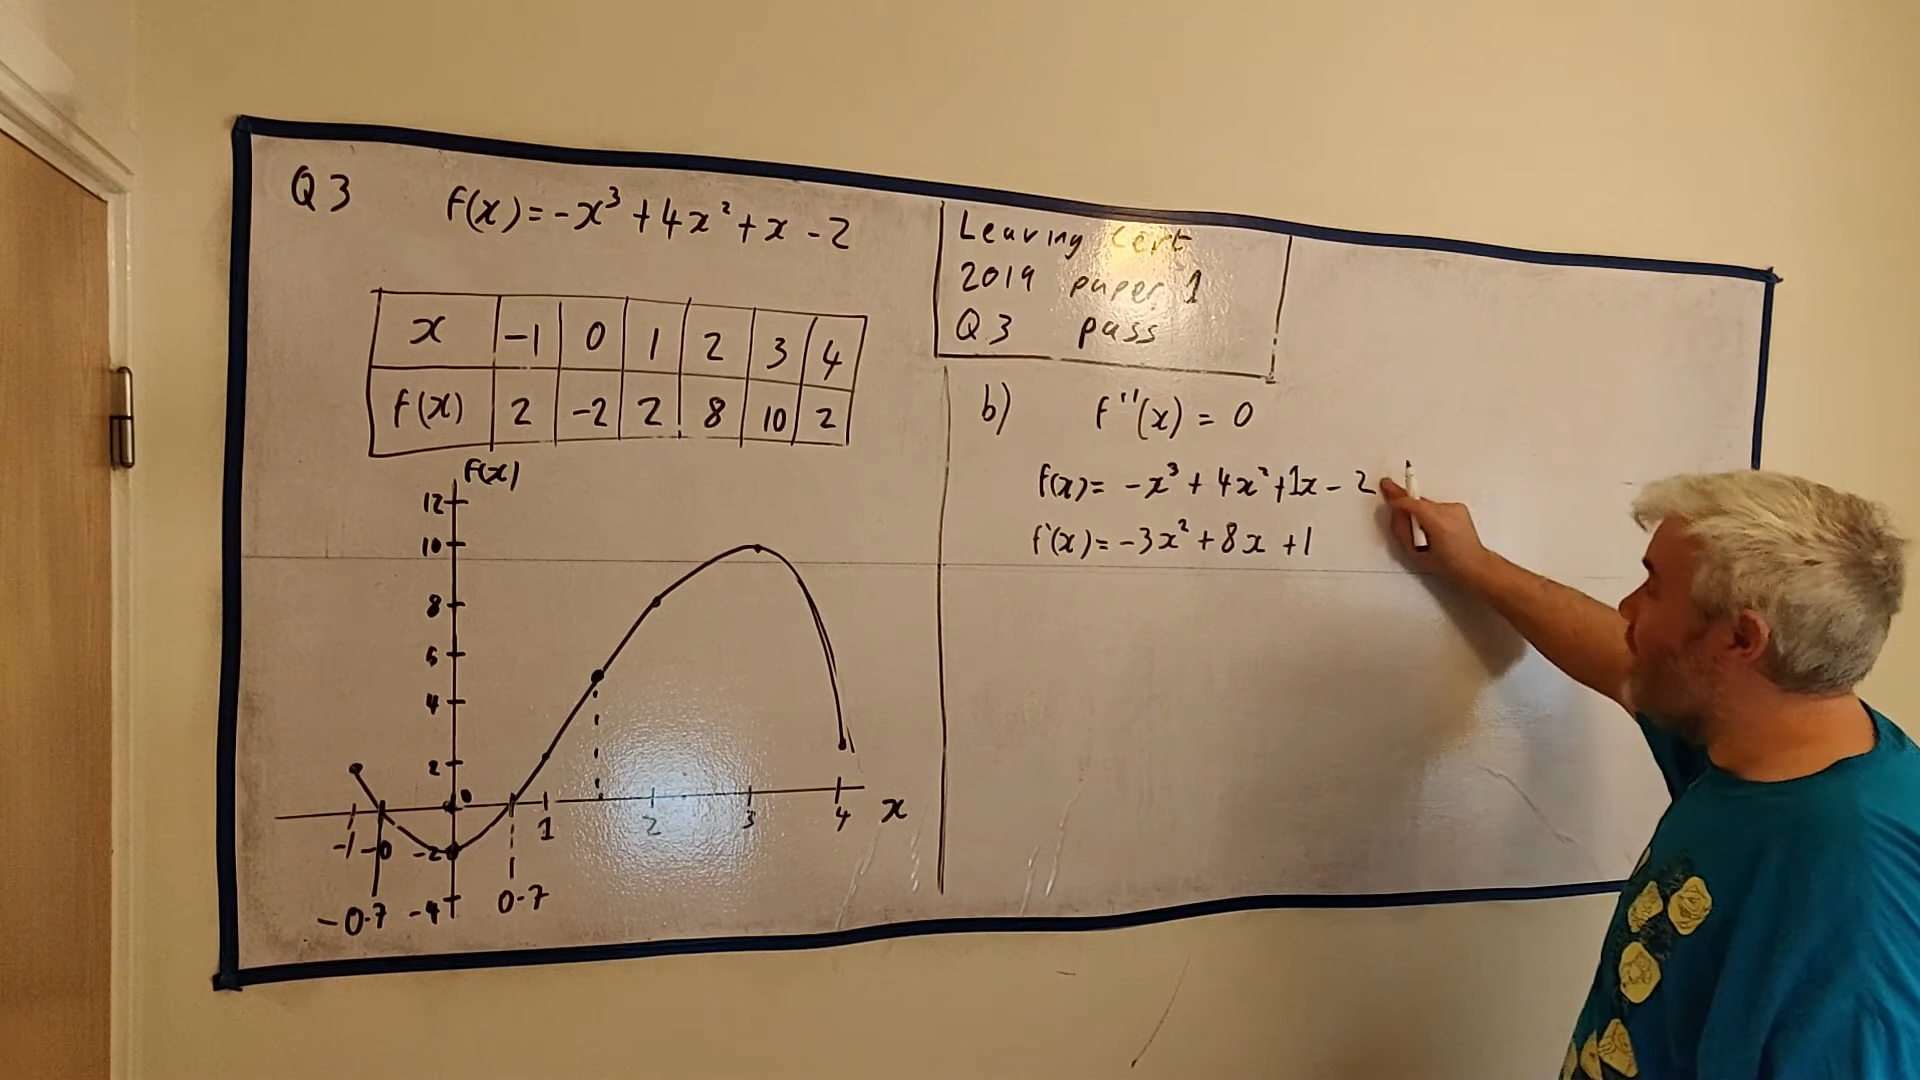 Q3 f(x) = -x³ + 4x² + x - 2
x -1 0 1 2 3 4
f(x) 2 -2 2 8 10 2
f(x)
12
10
8
6
4
2
0
-1 -0 -2 1 2 3 4 x
-0.7 -4 0.7
Leaving Cert
2019 paper 1
Q3 pass
b) f''(x) = 0
f(x) = -x³ + 4x² + 1x - 2
f'(x) = -3x² + 8x + 1